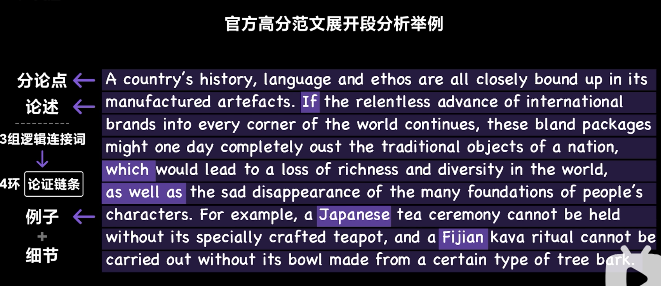 官方高分范文展开段分析举例
分论点
论述
3组逻辑连接词
4环 论证链条
例子
+
细节
A country's history, language and ethos are all closely bound up in its
manufactured artefacts. If the relentless advance of international
brands into every corner of the world continues, these bland packages
might one day completely oust the traditional objects of a nation,
which would lead to a loss of richness and diversity in the world,
as well as the sad disappearance of the many foundations of people's
characters. For example, a Japanese tea ceremony cannot be held
without its specially crafted teapot, and a Fijian kava ritual cannot be
carried out without its bowl made from a certain type of tree bark.